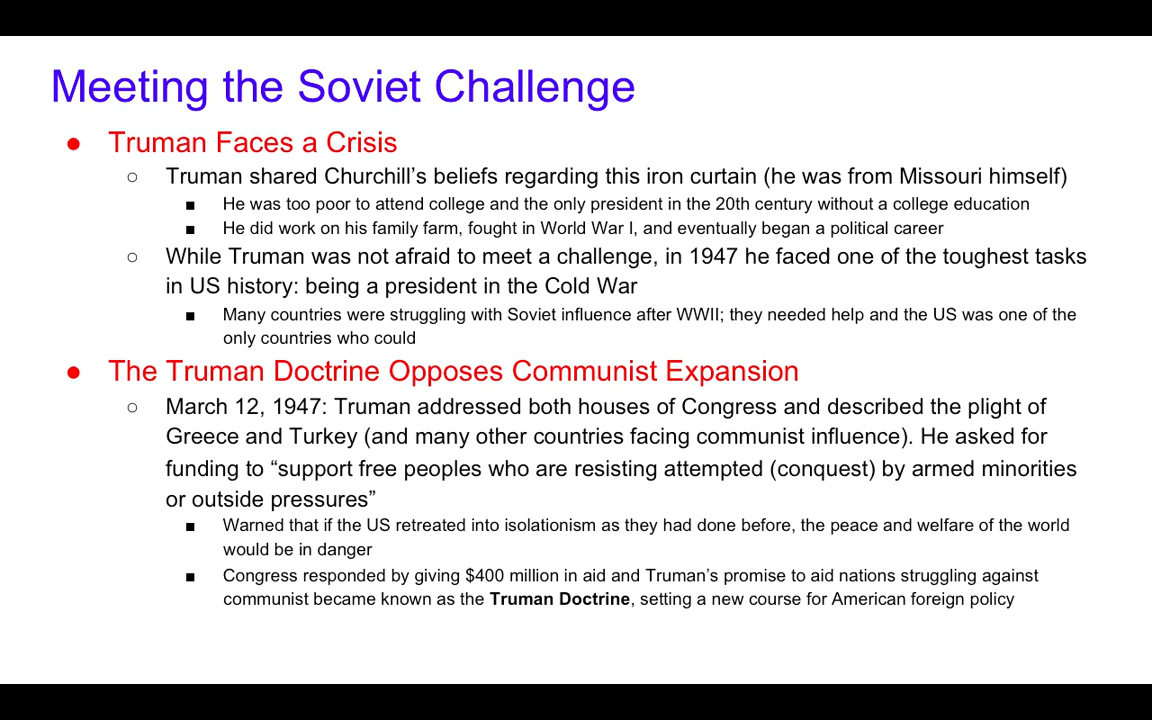 Meeting the Soviet Challenge
● Truman Faces a Crisis
○ Truman shared Churchill’s beliefs regarding this iron curtain (he was from Missouri himself)
■ He was too poor to attend college and the only president in the 20th century without a college education
■ He did work on his family farm, fought in World War I, and eventually began a political career
○ While Truman was not afraid to meet a challenge, in 1947 he faced one of the toughest tasks
in US history: being a president in the Cold War
■ Many countries were struggling with Soviet influence after WWII; they needed help and the US was one of the
only countries who could
● The Truman Doctrine Opposes Communist Expansion
○ March 12, 1947: Truman addressed both houses of Congress and described the plight of
Greece and Turkey (and many other countries facing communist influence). He asked for
funding to “support free peoples who are resisting attempted (conquest) by armed minorities
or outside pressures”
■ Warned that if the US retreated into isolationism as they had done before, the peace and welfare of the world
would be in danger
■ Congress responded by giving $400 million in aid and Truman’s promise to aid nations struggling against
communist became known as the Truman Doctrine, setting a new course for American foreign policy